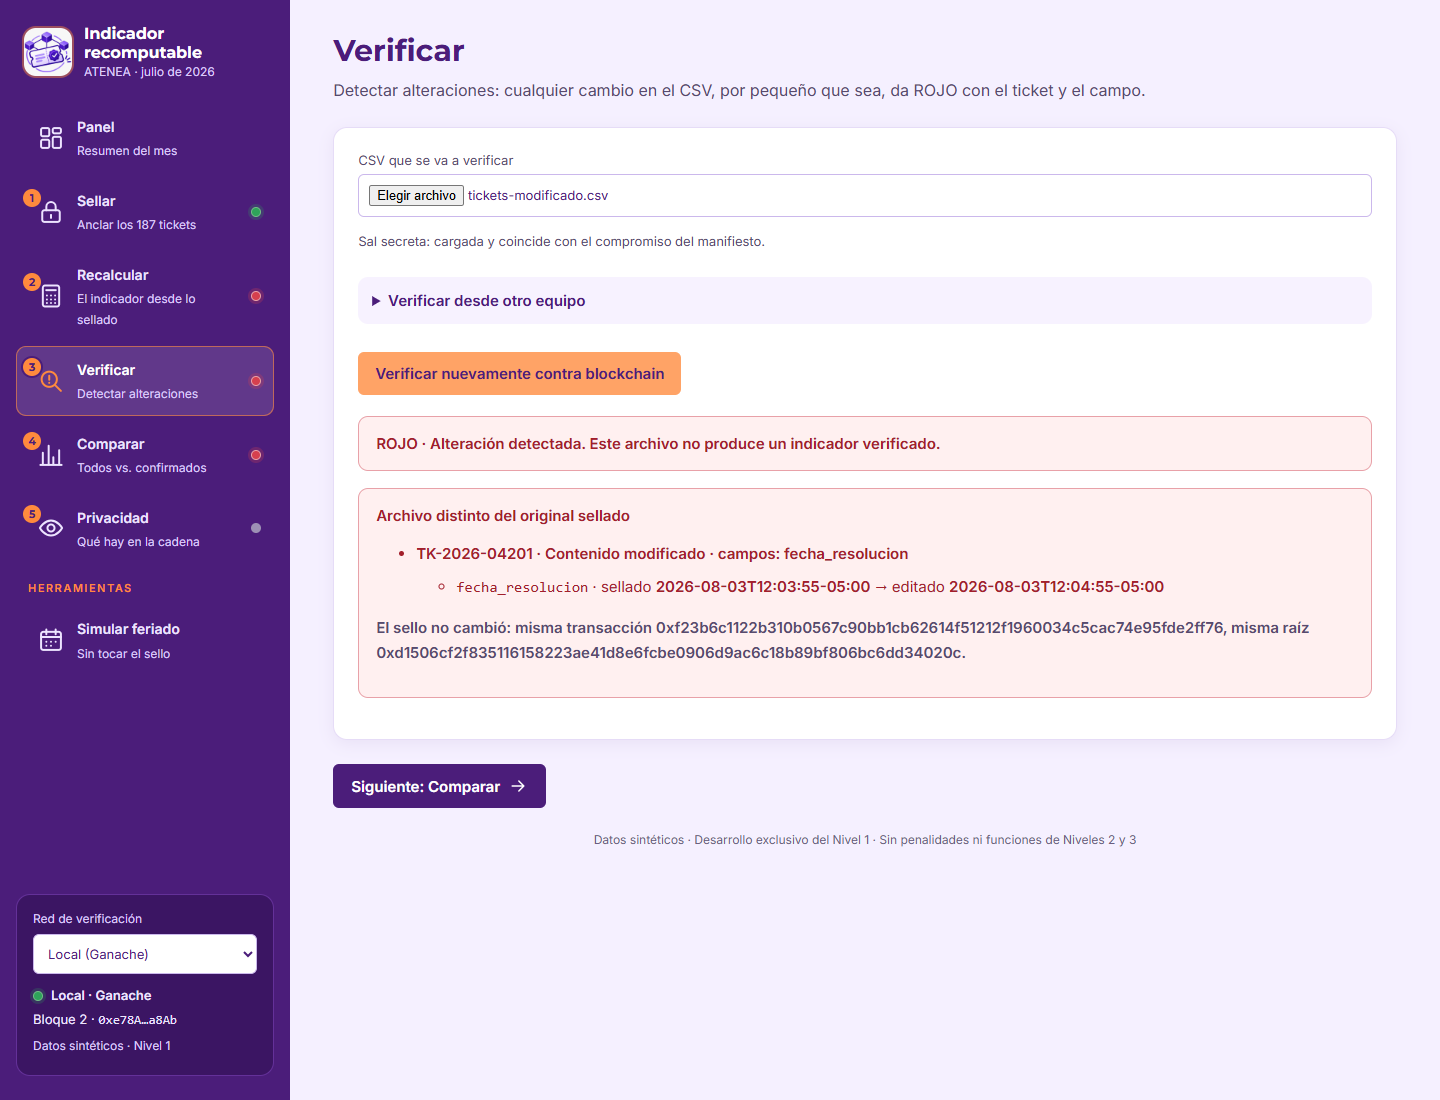 Indicador
recomputable
ATENEA · julio de 2026
Panel
Resumen del mes
1
Sellar
Anclar los 187 tickets
2
Recalcular
El indicador desde lo
sellado
3
Verificar
Detectar alteraciones
4
Comparar
Todos vs. confirmados
5
Privacidad
Qué hay en la cadena
HERRAMIENTAS
Simular feriado
Sin tocar el sello
Red de verificación
Local (Ganache)
Local · Ganache
Bloque 2 · 0xe78A…a8Ab
Datos sintéticos · Nivel 1
Verificar
Detectar alteraciones: cualquier cambio en el CSV, por pequeño que sea, da ROJO con el ticket y el campo.
CSV que se va a verificar
Elegir archivo tickets-modificado.csv
Sal secreta: cargada y coincide con el compromiso del manifiesto.
Verificar desde otro equipo
Verificar nuevamente contra blockchain
ROJO · Alteración detectada. Este archivo no produce un indicador verificado.
Archivo distinto del original sellado
TK-2026-04201 · Contenido modificado · campos: fecha_resolucion
fecha_resolucion · sellado 2026-08-03T12:03:55-05:00 → editado 2026-08-03T12:04:55-05:00
El sello no cambió: misma transacción 0xf23b6c1122b310b0567c90bb1cb62614f51212f1960034c5cac74e95fde2ff76, misma raíz
0xd1506cf2f835116158223ae41d8e6fcbe0906d9ac6c18b89bf806bc6dd34020c.
Siguiente: Comparar →
Datos sintéticos · Desarrollo exclusivo del Nivel 1 · Sin penalidades ni funciones de Niveles 2 y 3